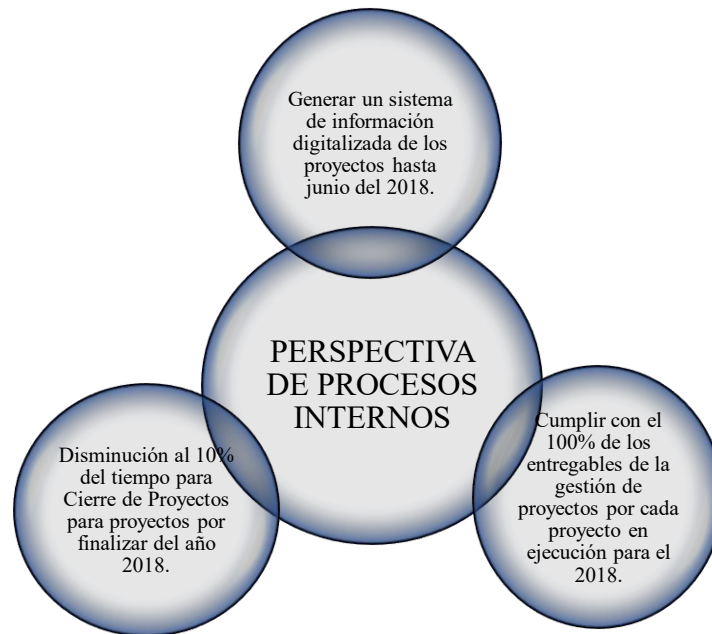 Generar un sistema
de información
digitalizada de los
proyectos hasta
junio del 2018.
PERSPECTIVA
DE PROCESOS
INTERNOS
Disminución al 10%
del tiempo para
Cierre de Proyectos
para proyectos por
finalizar del año
2018.
Cumplir con el
100% de los
entregables de la
gestión de
proyectos por cada
proyecto en
ejecución para el
2018.